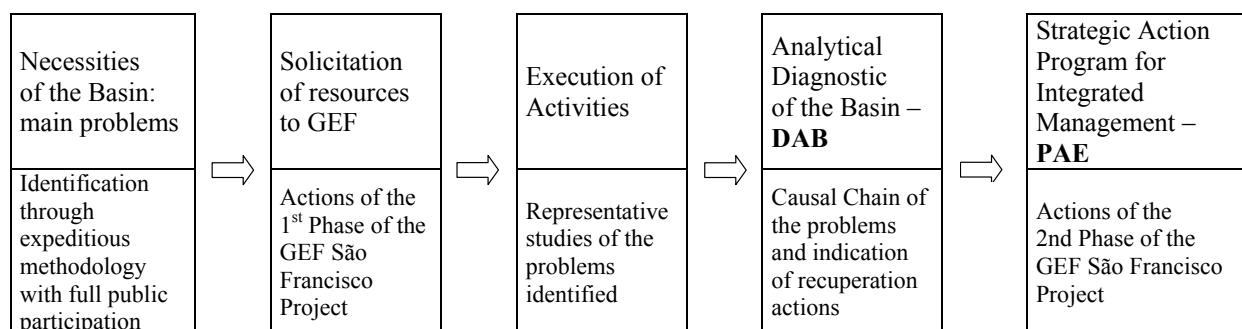 Necessities
of the Basin:
main problems
Identification
through
expeditious
methodology
with full public
participation
Solicitation
of resources
to GEF
Actions of the
1st Phase of the
GEF São
Francisco
Project
Execution of
Activities
Representative
studies of the
problems
identified
Analytical
Diagnostic
of the Basin –
DAB
Causal Chain of
the problems
and indication
of recuperation
actions
Strategic Action
Program for
Integrated
Management –
PAE
Actions of the
2nd Phase of the
GEF São Francisco
Project